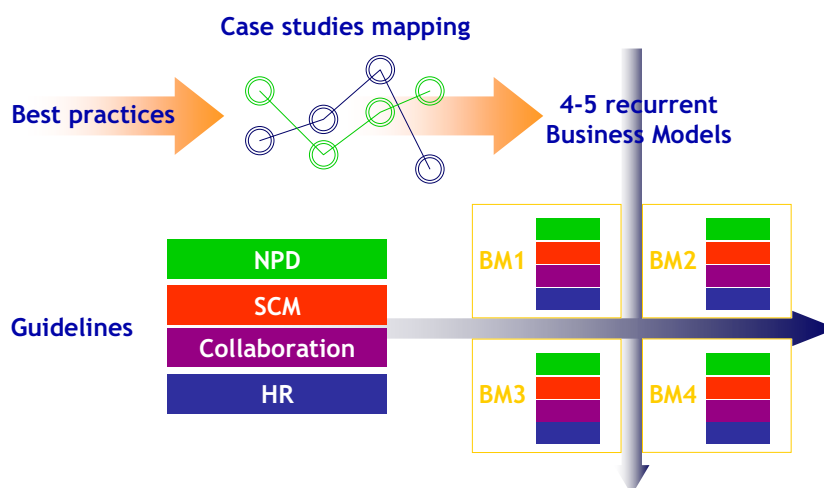 Case studies mapping
Best practices
4-5 recurrent
Business Models
BM1
BM2
NPD
SCM
Guidelines
Collaboration
HR
BM3
BM4